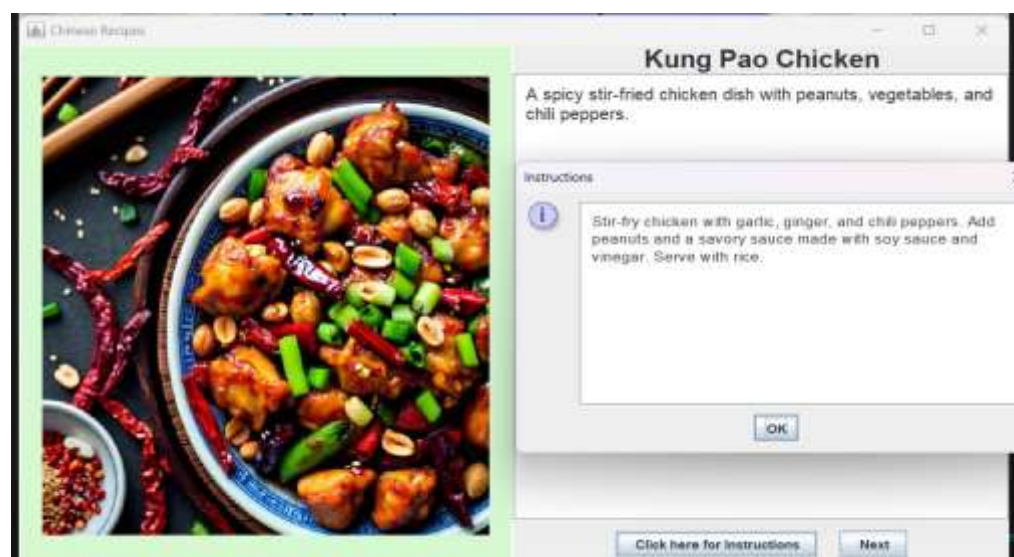 Chinese Recipes
Kung Pao Chicken
A spicy stir-fried chicken dish with peanuts, vegetables, and
chili peppers.
Instructions
Stir-fry chicken with garlic, ginger, and chili peppers. Add
peanuts and a savory sauce made with soy sauce and
vinegar. Serve with rice.
OK
Click here for Instructions
Next